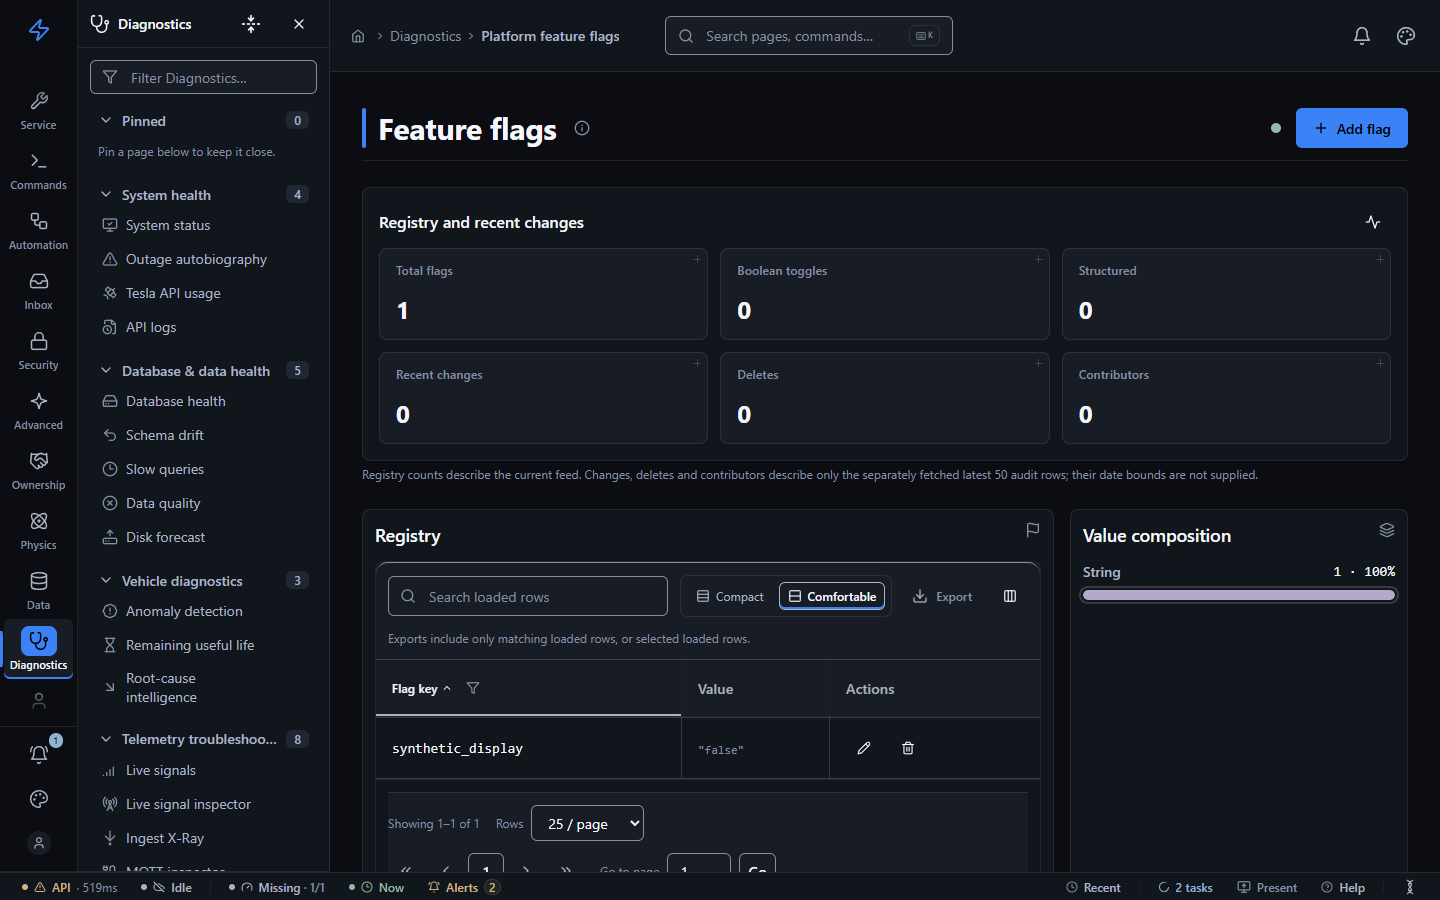 Diagnostics
Diagnostics
Platform feature flags
Search pages, commands...
K
Filter Diagnostics...
Service
Commands
Automation
Inbox
Security
Advanced
Ownership
Physics
Data
Diagnostics
1
Pinned
0
Pin a page below to keep it close.
System health
4
System status
Outage autobiography
Tesla API usage
API logs
Database & data health
5
Database health
Schema drift
Slow queries
Data quality
Disk forecast
Vehicle diagnostics
3
Anomaly detection
Remaining useful life
Root-cause
intelligence
Telemetry troubleshoo...
8
Live signals
Live signal inspector
Ingest X-Ray
MQTT inspector
Feature flags
Add flag
Registry and recent changes
Total flags
1
Boolean toggles
0
Structured
0
Recent changes
0
Deletes
0
Contributors
0
Registry counts describe the current feed. Changes, deletes and contributors describe only the separately fetched latest 50 audit rows; their date bounds are not supplied.
Registry
Search loaded rows
Compact
Comfortable
Export
Exports include only matching loaded rows, or selected loaded rows.
Flag key
Value
Actions
synthetic_display
"false"
Showing 1–1 of 1
Rows
25 / page
1
Go to page
1
Go
Value composition
String
1 · 100%
API · 519ms
Idle
Missing · 1/1
Now
Alerts 2
Recent
2 tasks
Present
Help